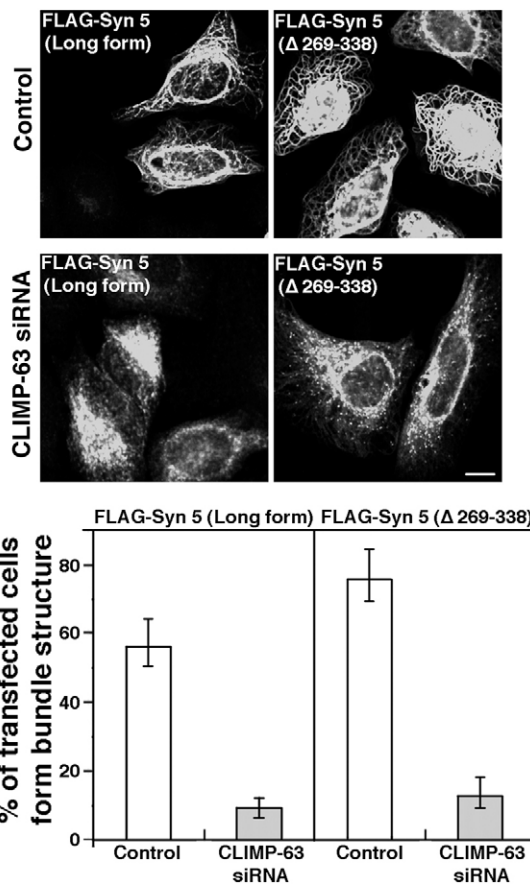 Control
FLAG-Syn 5
(Long form)
FLAG-Syn 5
(Δ 269-338)
CLIMP-63 siRNA
FLAG-Syn 5
(Long form)
FLAG-Syn 5
(Δ 269-338)
FLAG-Syn 5 (Long form)
FLAG-Syn 5 (Δ 269-338)
% of transfected cells
form bundle structure
80
60
40
20
0
Control
CLIMP-63
siRNA
Control
CLIMP-63
siRNA